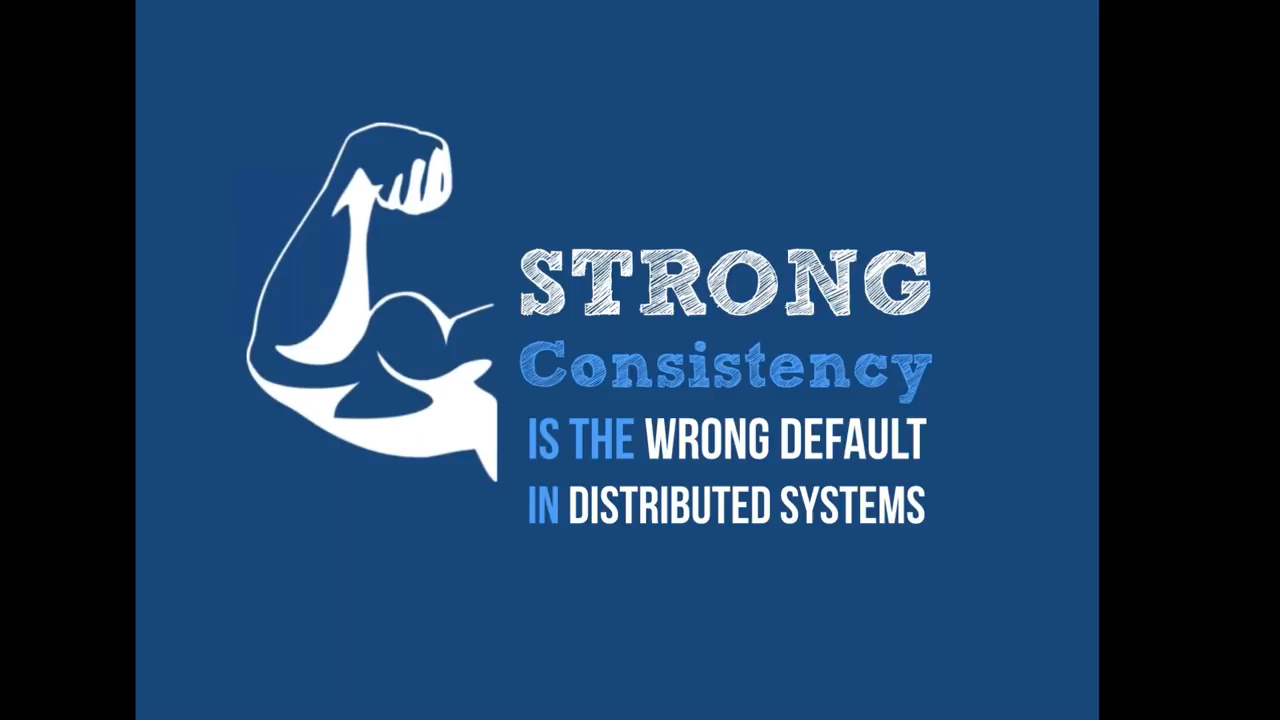 STRONG
Consistency
IS THE WRONG DEFAULT
IN DISTRIBUTED SYSTEMS